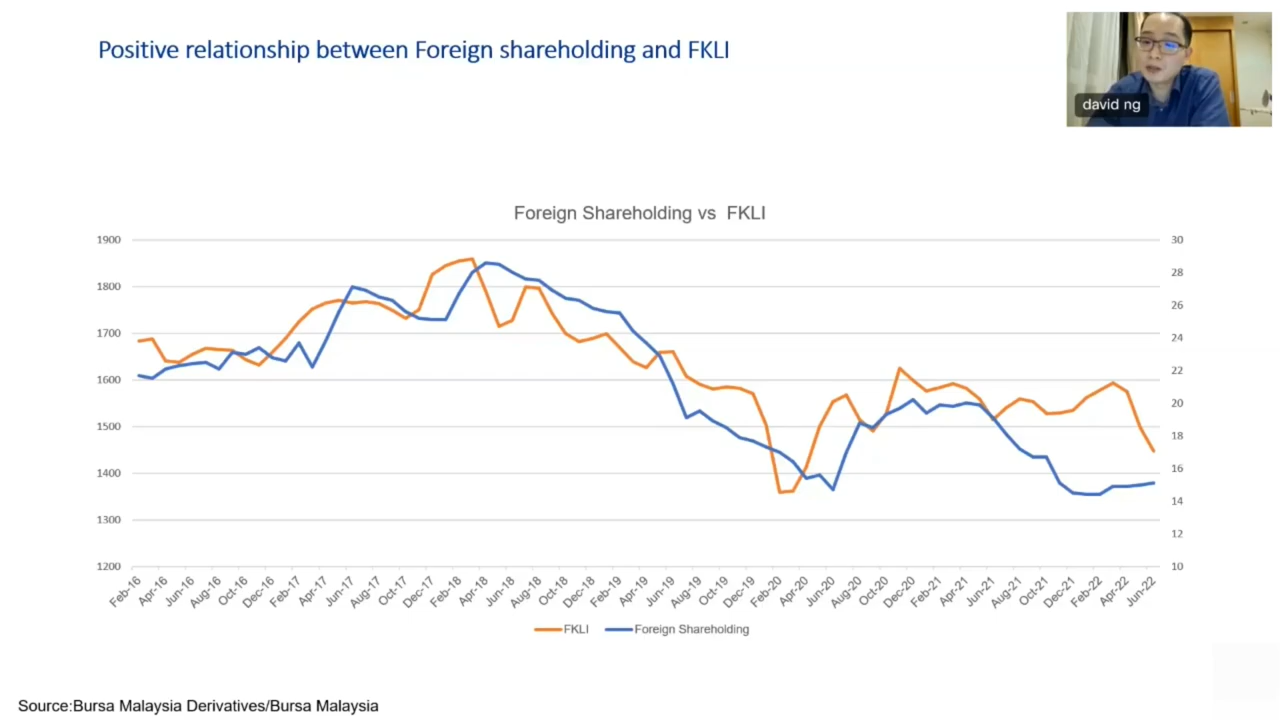 Positive relationship between Foreign shareholding and FKLI
david ng
Foreign Shareholding vs FKLI
1900
1800
1700
1600
1500
1400
1300
1200
30
28
26
24
22
20
18
16
14
12
10
Feb-16
Apr-16
Jun-16
Aug-16
Oct-16
Dec-16
Feb-17
Apr-17
Jun-17
Aug-17
Oct-17
Dec-17
Feb-18
Apr-18
Jun-18
Aug-18
Oct-18
Dec-18
Feb-19
Apr-19
Jun-19
Aug-19
Oct-19
Dec-19
Feb-20
Apr-20
Jun-20
Aug-20
Oct-20
Dec-20
Feb-21
Apr-21
Jun-21
Aug-21
Oct-21
Dec-21
Feb-22
Apr-22
Jun-22
FKLI
Foreign Shareholding
Source:Bursa Malaysia Derivatives/Bursa Malaysia